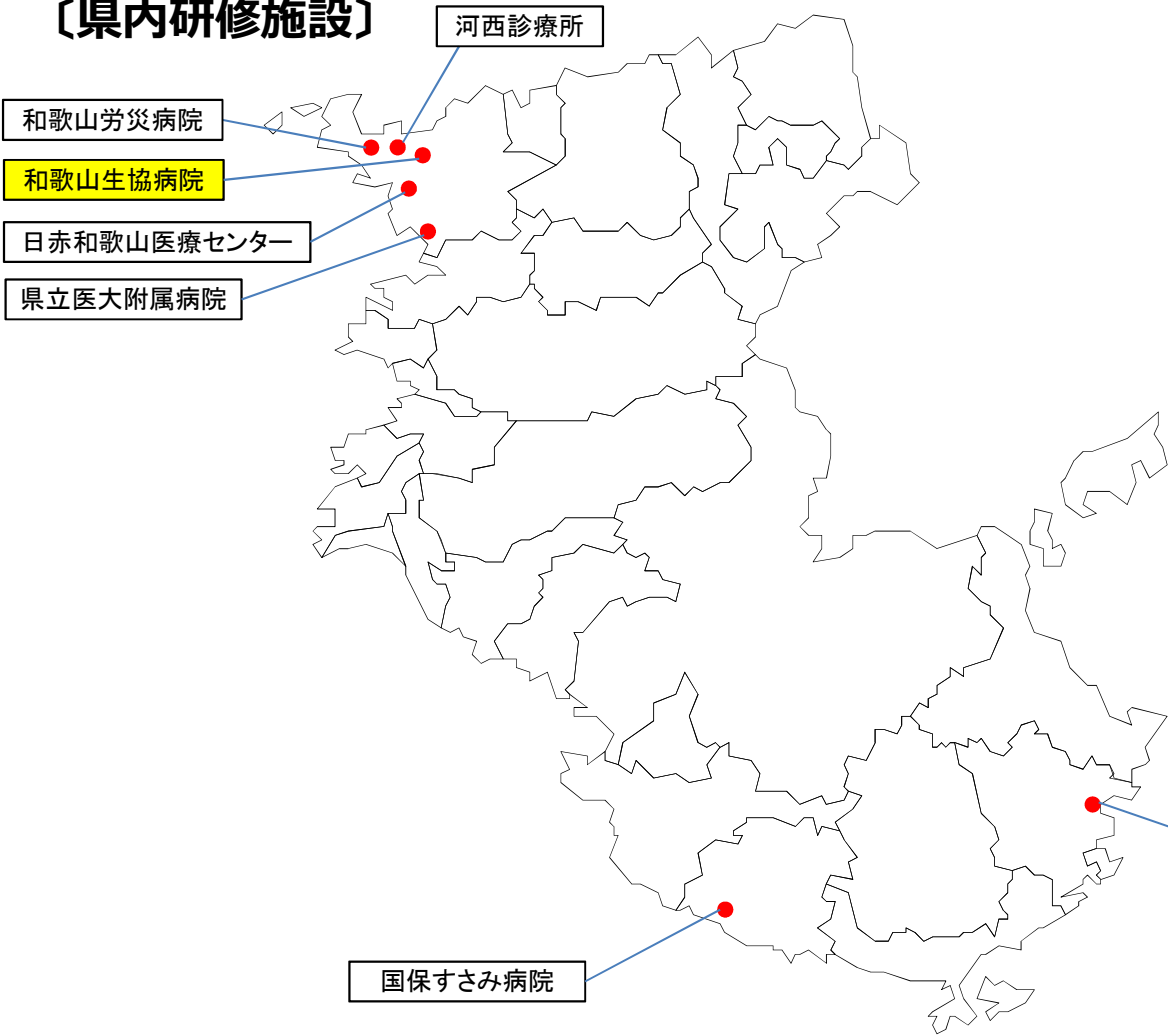 〔県内研修施設〕
河西診療所
和歌山労災病院
和歌山生協病院
日赤和歌山医療センター
県立医大附属病院
国保すさみ病院